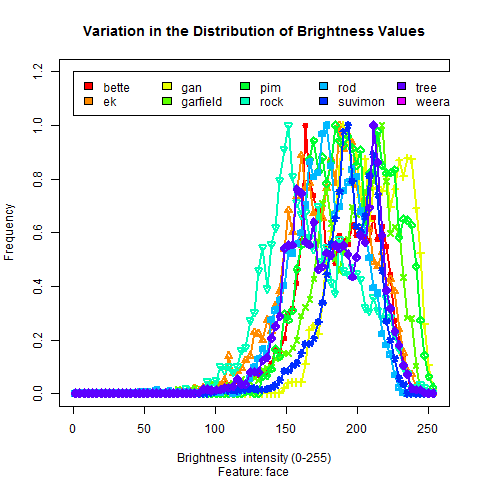 Variation in the Distribution of Brightness Values
bette gan pim rod tree
ek garfield rock suvimon weera
Frequency
1.2
1.0
0.8
0.6
0.4
0.2
0.0
0 50 100 150 200 250
Brightness intensity (0-255)
Feature: face